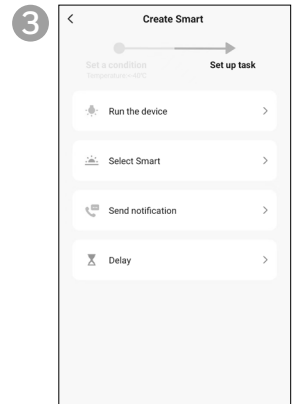 3
Create Smart
Set a condition
Temperature > 40°C
Set up task
Run the device
Select Smart
Send notification
Delay